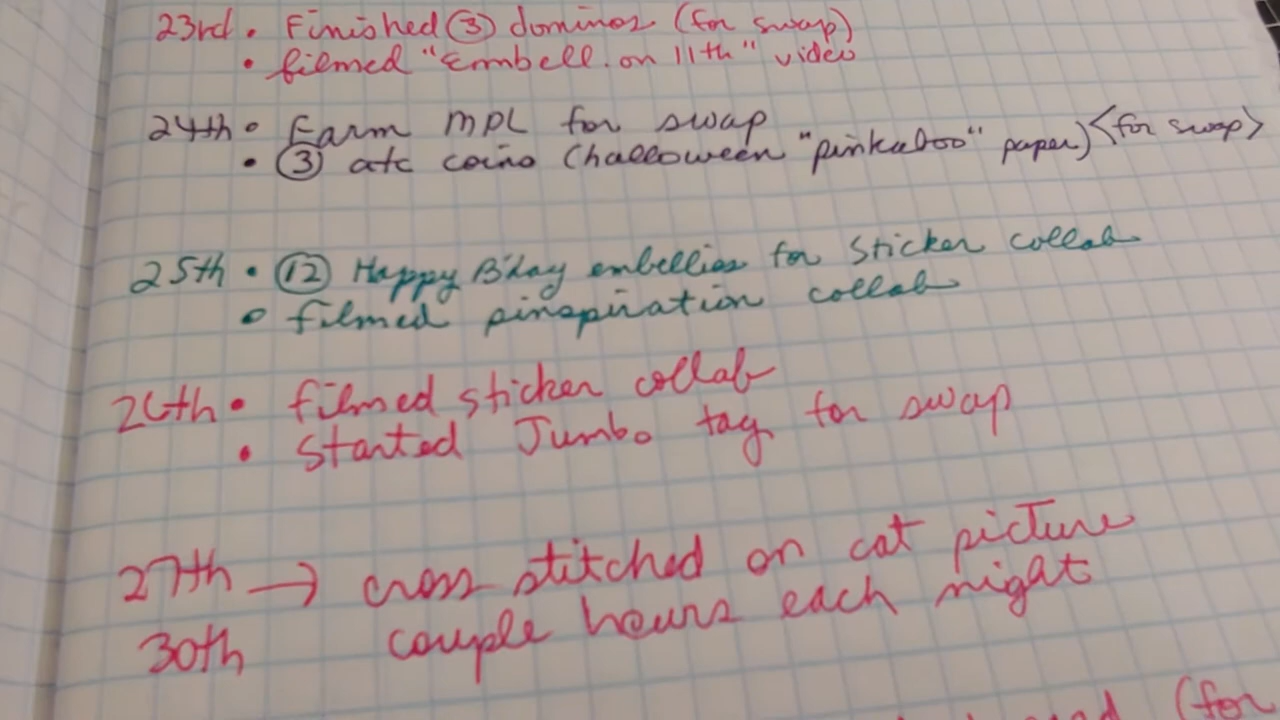 23rd • Finished ③ dominos (for swap)
• filmed "Embell. on 11th" video
24th • Farm MPL for swap
• ③ atc coins (halloween "pinkaboo" paper) <for swap>
25th • ⑫ Happy B'day embellies for Sticker collab
• filmed pinspiration collab
26th • filmed sticker collab
• Started Jumbo tag for swap
27th → cross stitched on cat picture
30th couple hours each night
(for